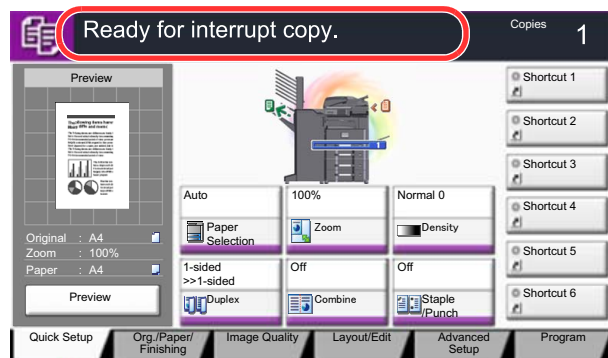 Ready for interrupt copy.
Copies
1
Preview
Original : A4
Zoom : 100%
Paper : A4
Preview
1
Auto
Paper
Selection
100%
Zoom
Normal 0
Density
1-sided
>>1-sided
Duplex
Off
Combine
Off
Staple
/Punch
Shortcut 1
Shortcut 2
Shortcut 3
Shortcut 4
Shortcut 5
Shortcut 6
Quick Setup
Org./Paper/
Finishing
Image Quality
Layout/Edit
Advanced
Setup
Program